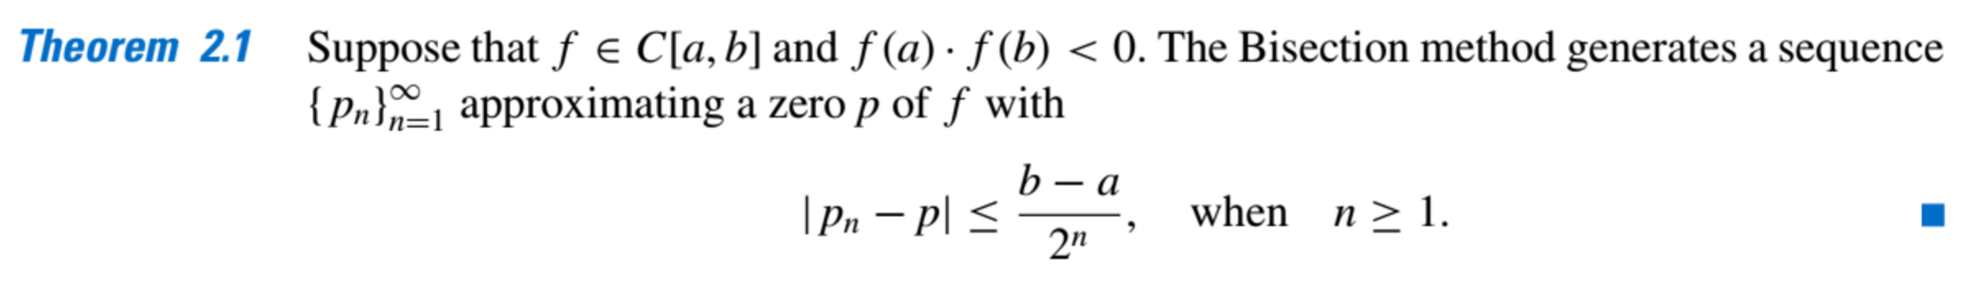 Theorem 2.1 Suppose that f ∈ C[a, b] and f (a) · f (b) < 0. The Bisection method generates a sequence
{pₙ}∞ₙ₌₁ approximating a zero p of f with
|pₙ − p| ≤ (b − a)/2ⁿ, when n ≥ 1. ■